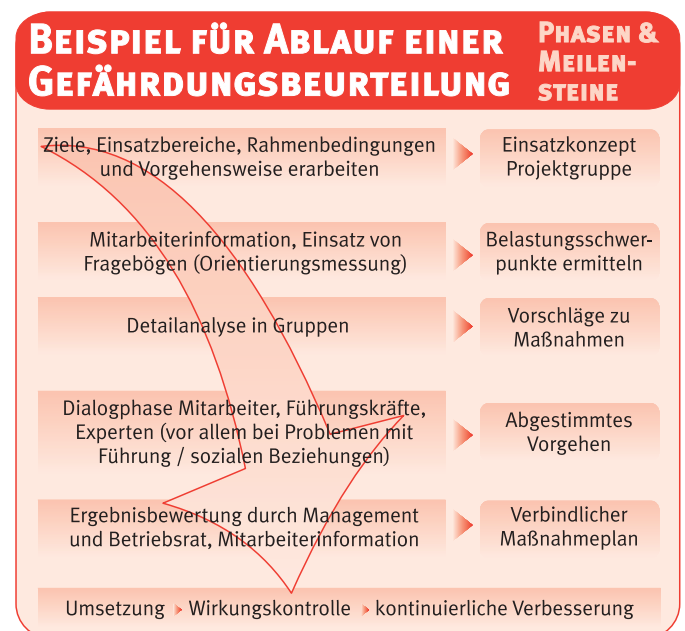 BEISPIEL FÜR ABLAUF EINER
GEFÄHRDUNGSBEURTEILUNG
PHASEN &
MEILEN-
STEINE
Ziele, Einsatzbereiche, Rahmenbedingungen
und Vorgehensweise erarbeiten
Einsatzkonzept
Projektgruppe
Mitarbeiterinformation, Einsatz von
Fragebögen (Orientierungsmessung)
Belastungsschwer-
punkte ermitteln
Detailanalyse in Gruppen
Vorschläge zu
Maßnahmen
Dialogphase Mitarbeiter, Führungskräfte,
Experten (vor allem bei Problemen mit
Führung / sozialen Beziehungen)
Abgestimmtes
Vorgehen
Ergebnisbewertung durch Management
und Betriebsrat, Mitarbeiterinformation
Verbindlicher
Maßnahmeplan
Umsetzung Wirkungskontrolle kontinuierliche Verbesserung